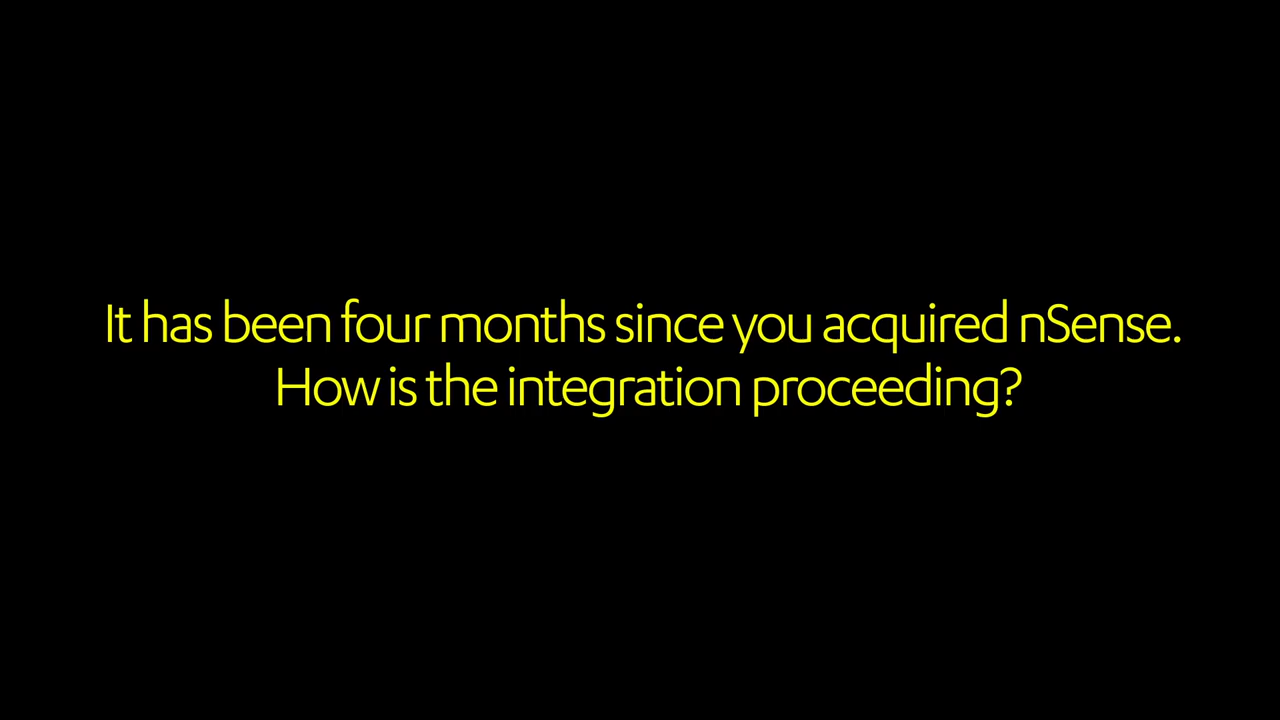 It has been four months since you acquired nSense.
How is the integration proceeding?